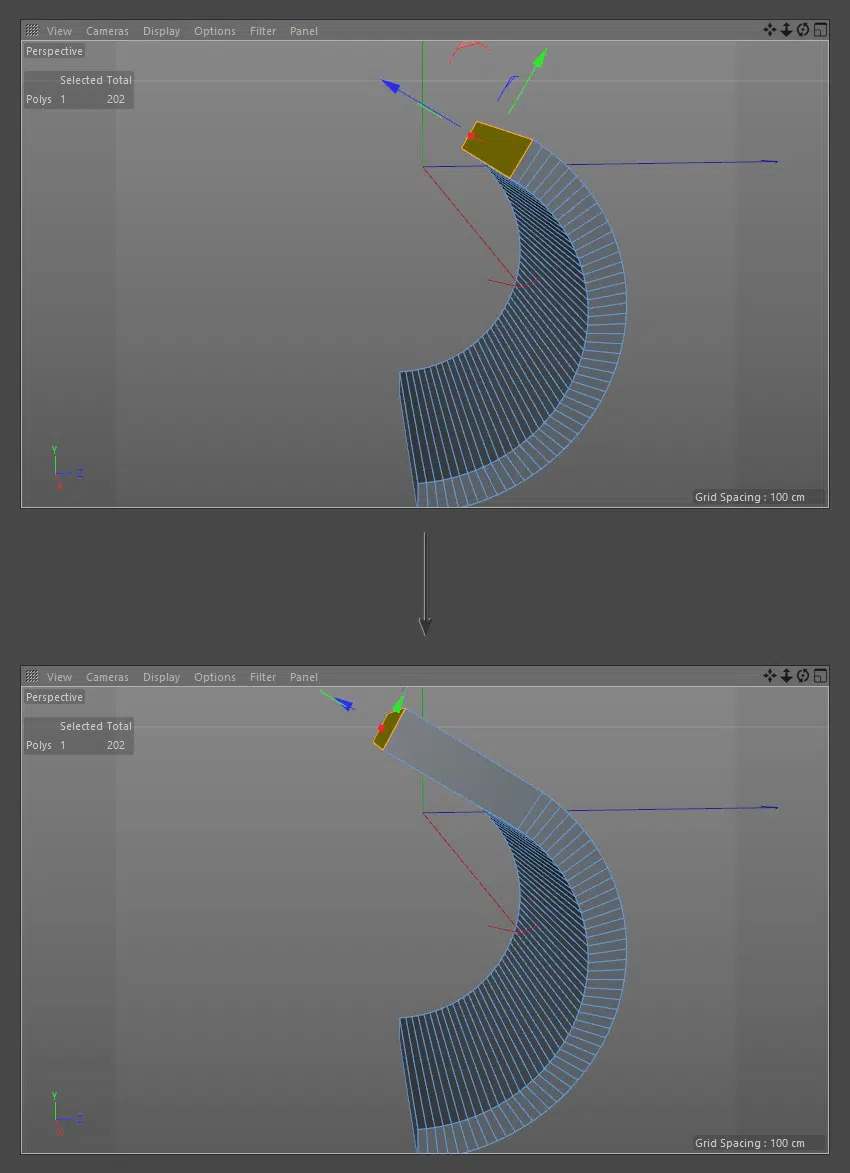 View Cameras Display Options Filter Panel
Perspective
Selected Total
Polys 1 202
Y
Z
X
Grid Spacing : 100 cm
View Cameras Display Options Filter Panel
Perspective
Selected Total
Polys 1 202
Y
Z
X
Grid Spacing : 100 cm